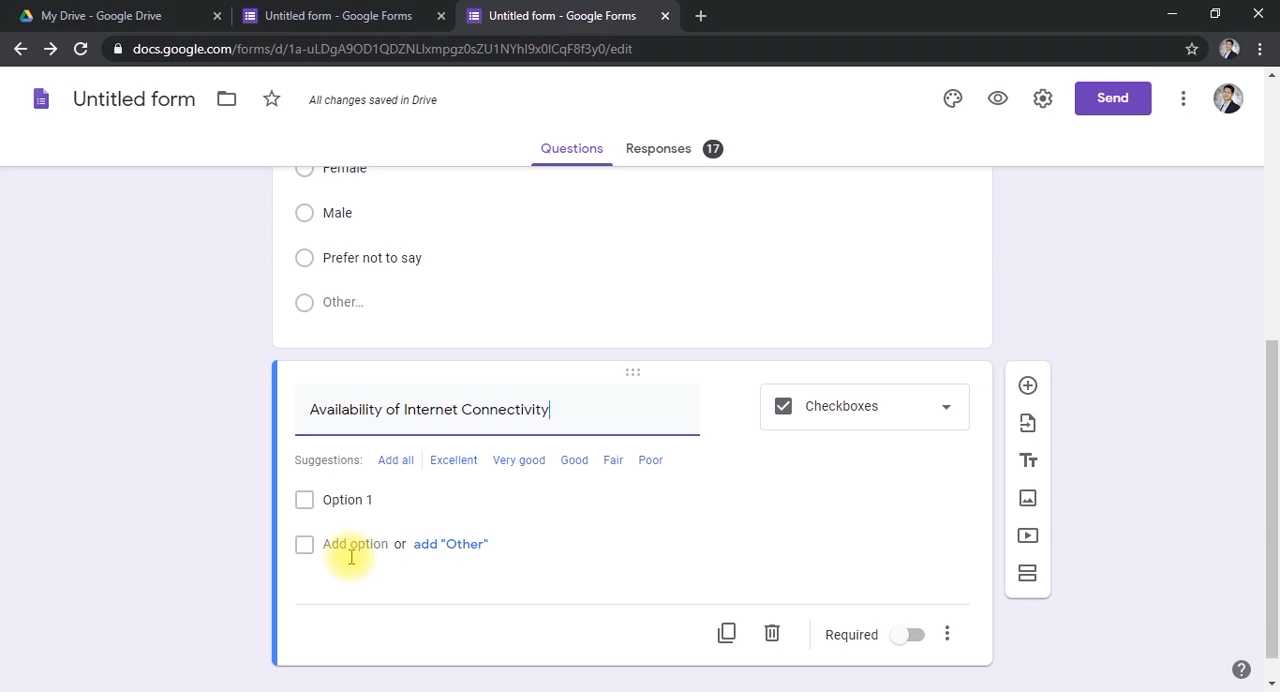 My Drive - Google Drive
Untitled form - Google Forms
Untitled form - Google Forms
docs.google.com/forms/d/1a-uLDgA9OD1QDZNLlxmpgz0sZU1NYhI9x0ICqF8f3y0/edit
Untitled form
All changes saved in Drive
Send
Questions
Responses 17
Female
Male
Prefer not to say
Other...
Availability of Internet Connectivity
Checkboxes
Suggestions: Add all Excellent Very good Good Fair Poor
Option 1
Add option or add "Other"
Required